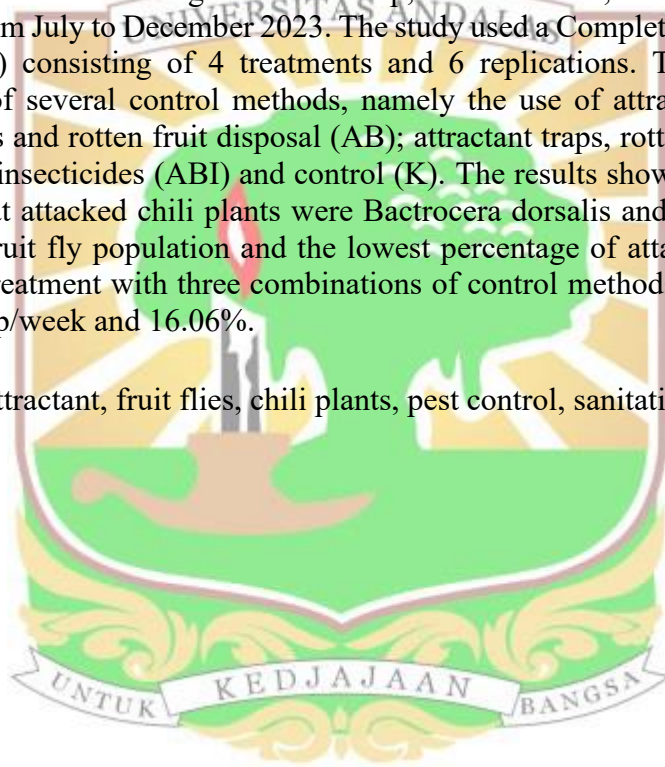 UNIVERSITAS ANDALAS
m July to December 2023. The study used a Complet
) consisting of 4 treatments and 6 replications. T
of several control methods, namely the use of attra
s and rotten fruit disposal (AB); attractant traps, rott
insecticides (ABI) and control (K). The results show
at attacked chili plants were Bactrocera dorsalis and
ruit fly population and the lowest percentage of atta
reatment with three combinations of control method
p/week and 16.06%.
ttractant, fruit flies, chili plants, pest control, sanitati
UNTUK KEDJAJAAN BANGSA